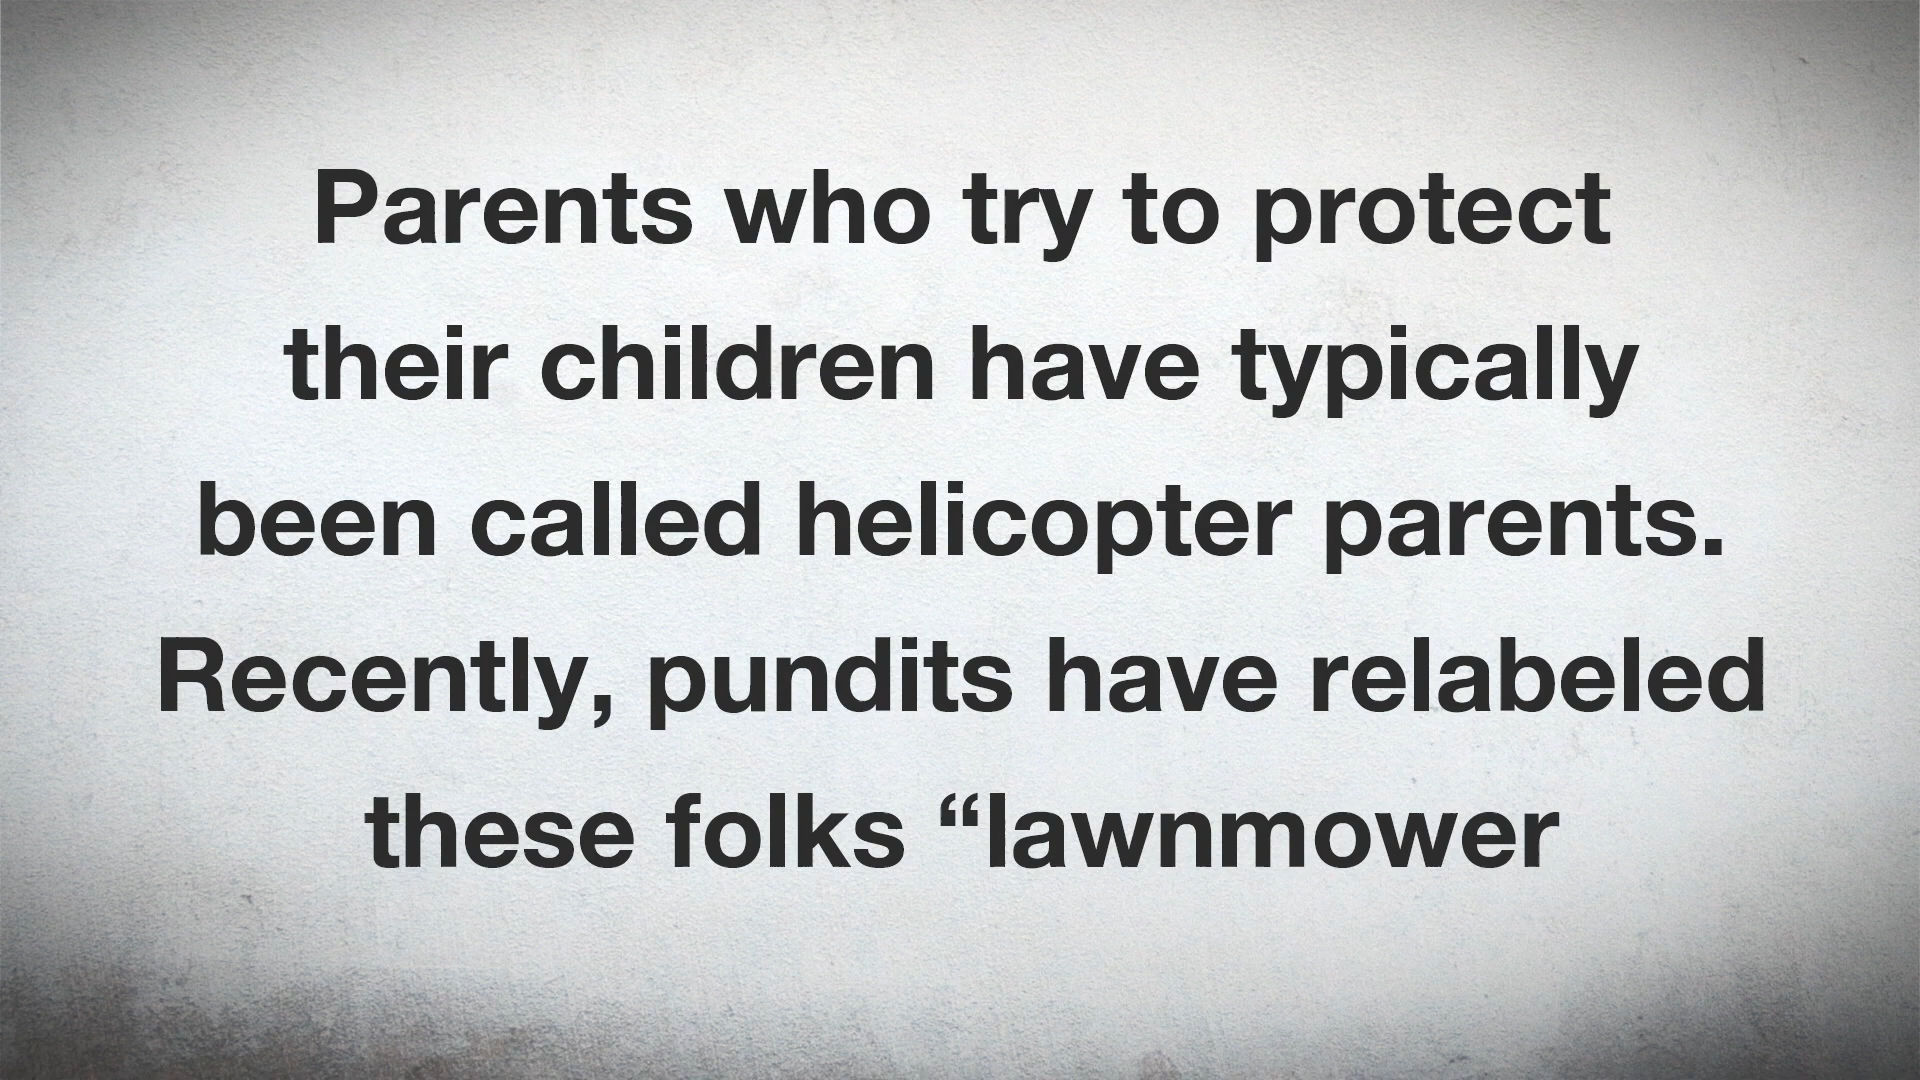 Parents who try to protect
their children have typically
been called helicopter parents.
Recently, pundits have relabeled
these folks “lawnmower